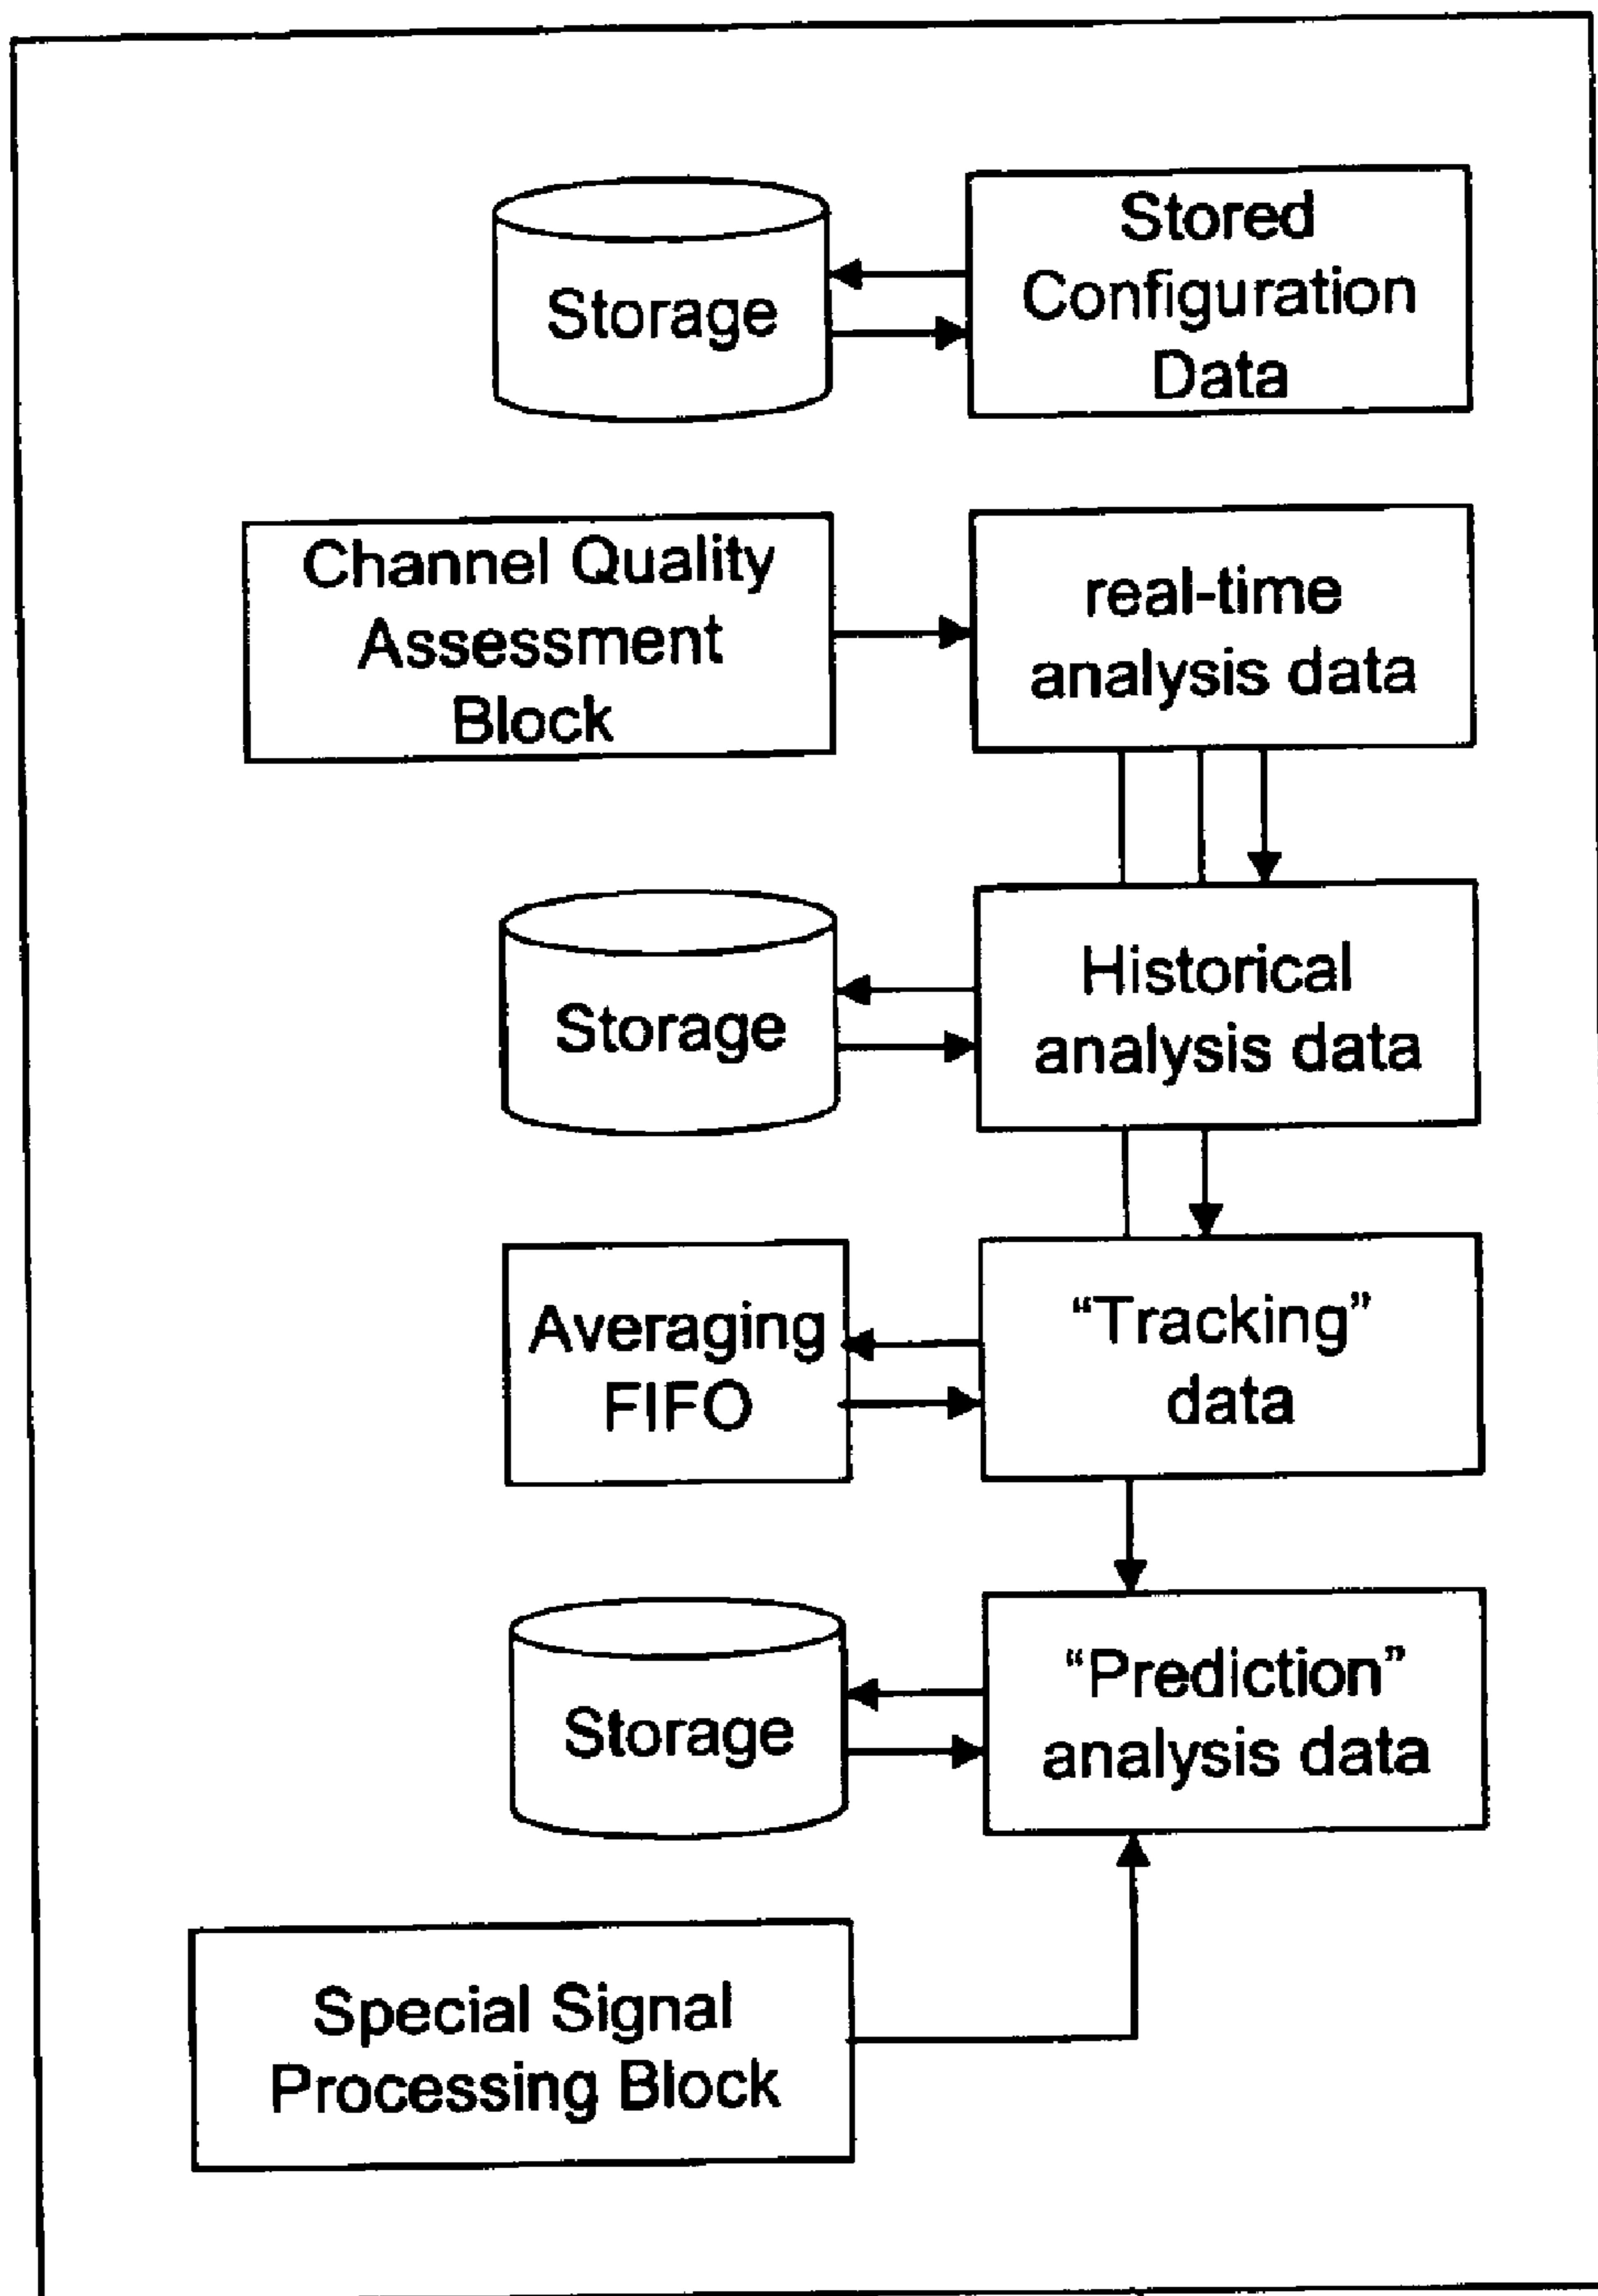 Storage
Stored
Configuration
Data
Channel Quality
Assessment
Block
real-time
analysis data
Storage
Historical
analysis data
Averaging
FIFO
“Tracking”
data
Storage
“Prediction”
analysis data
Special Signal
Processing Block